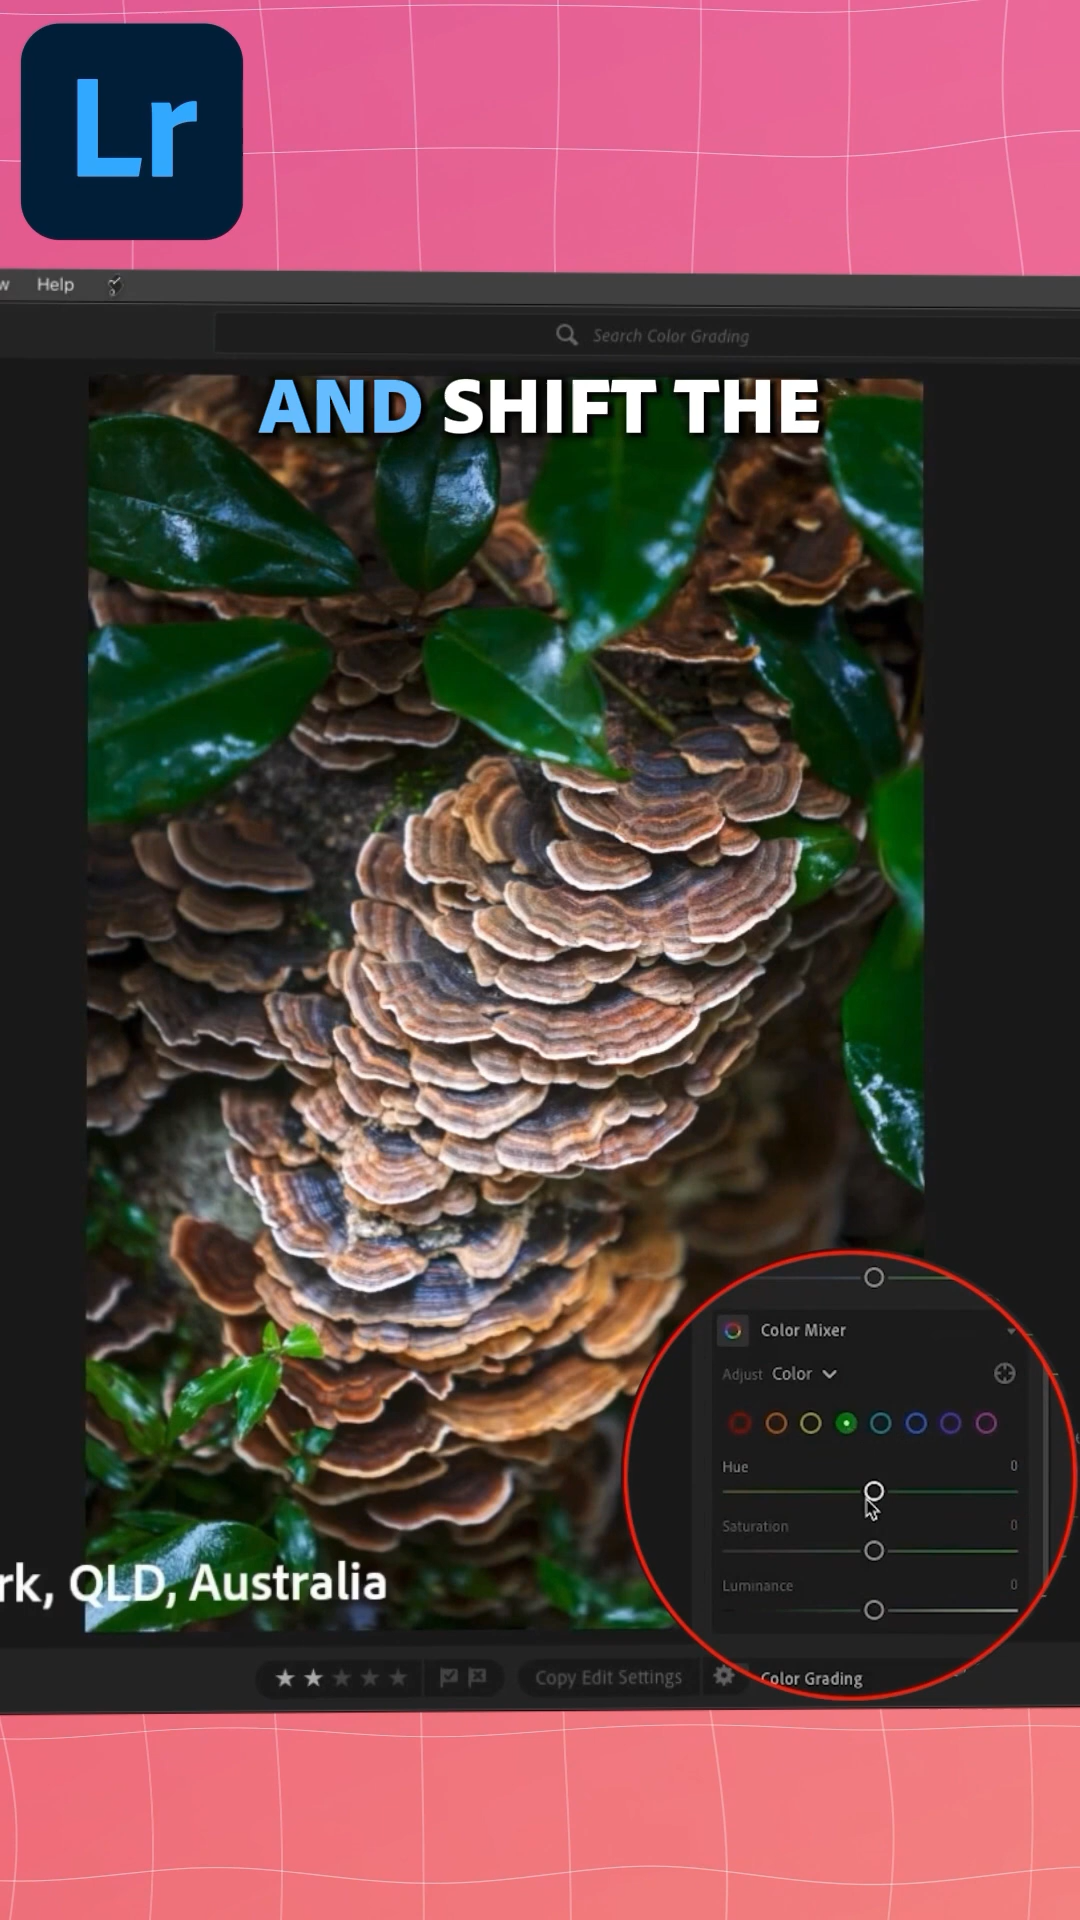 Lr
w Help
Search Color Grading
AND SHIFT THE
Color Mixer
Adjust Color
Hue 0
Saturation 0
Luminance 0
rk, QLD, Australia
Copy Edit Settings
Color Grading